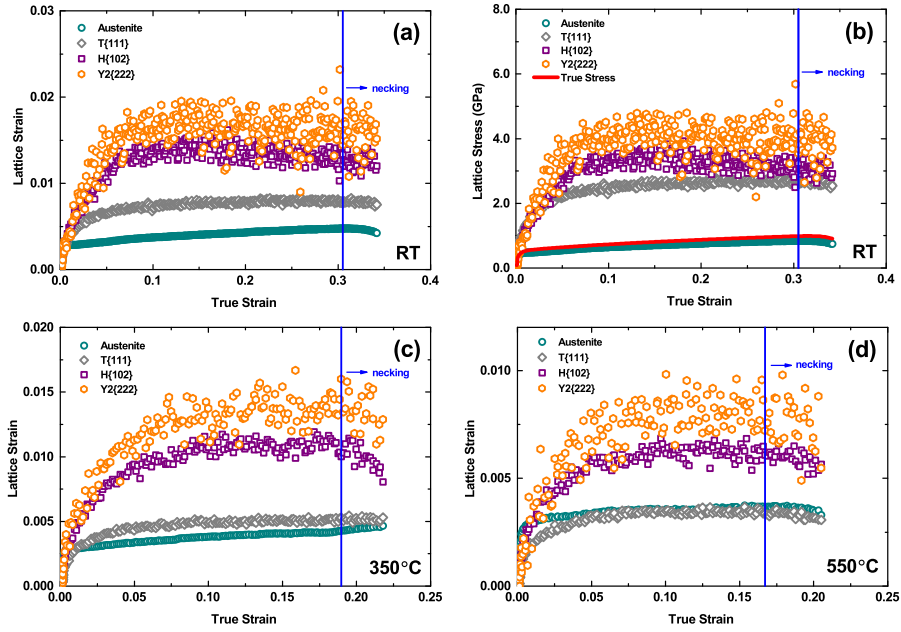 (a)
Austenite
T{111}
H{102}
Y2{222}
necking
RT
0.03
0.02
0.01
0.00
Lattice Strain
0.0 0.1 0.2 0.3 0.4
True Strain
(b)
Austenite
T{111}
H{102}
Y2{222}
True Stress
necking
RT
8.0
6.0
4.0
2.0
0.0
Lattice Stress (GPa)
0.0 0.1 0.2 0.3 0.4
True Strain
(c)
Austenite
T{111}
H{102}
Y2{222}
necking
350°C
0.020
0.015
0.010
0.005
0.000
Lattice Strain
0.00 0.05 0.10 0.15 0.20 0.25
True Strain
(d)
Austenite
T{111}
H{102}
Y2{222}
necking
550°C
0.010
0.005
0.000
Lattice Strain
0.00 0.05 0.10 0.15 0.20 0.25
True Strain